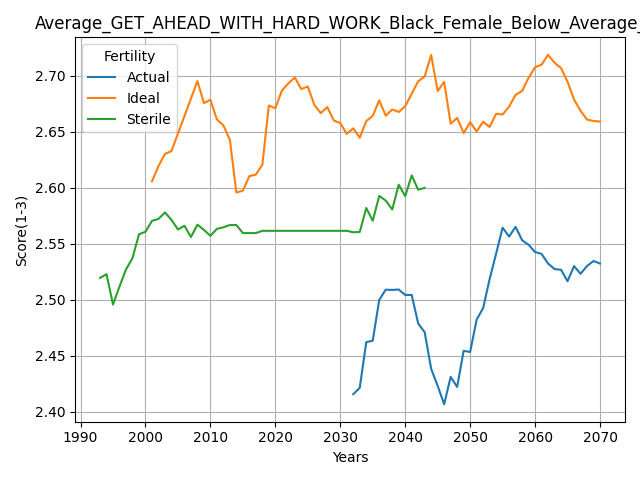 Average_GET_AHEAD_WITH_HARD_WORK_Black_Female_Below_Average_
Fertility
Actual
Ideal
Sterile
Score(1-3)
2.70
2.65
2.60
2.55
2.50
2.45
2.40
1990 2000 2010 2020 2030 2040 2050 2060 2070
Years